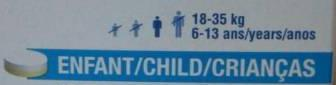 18-35 kg
6-13 ans/years/anos
ENFANT/CHILD/CRIANÇAS